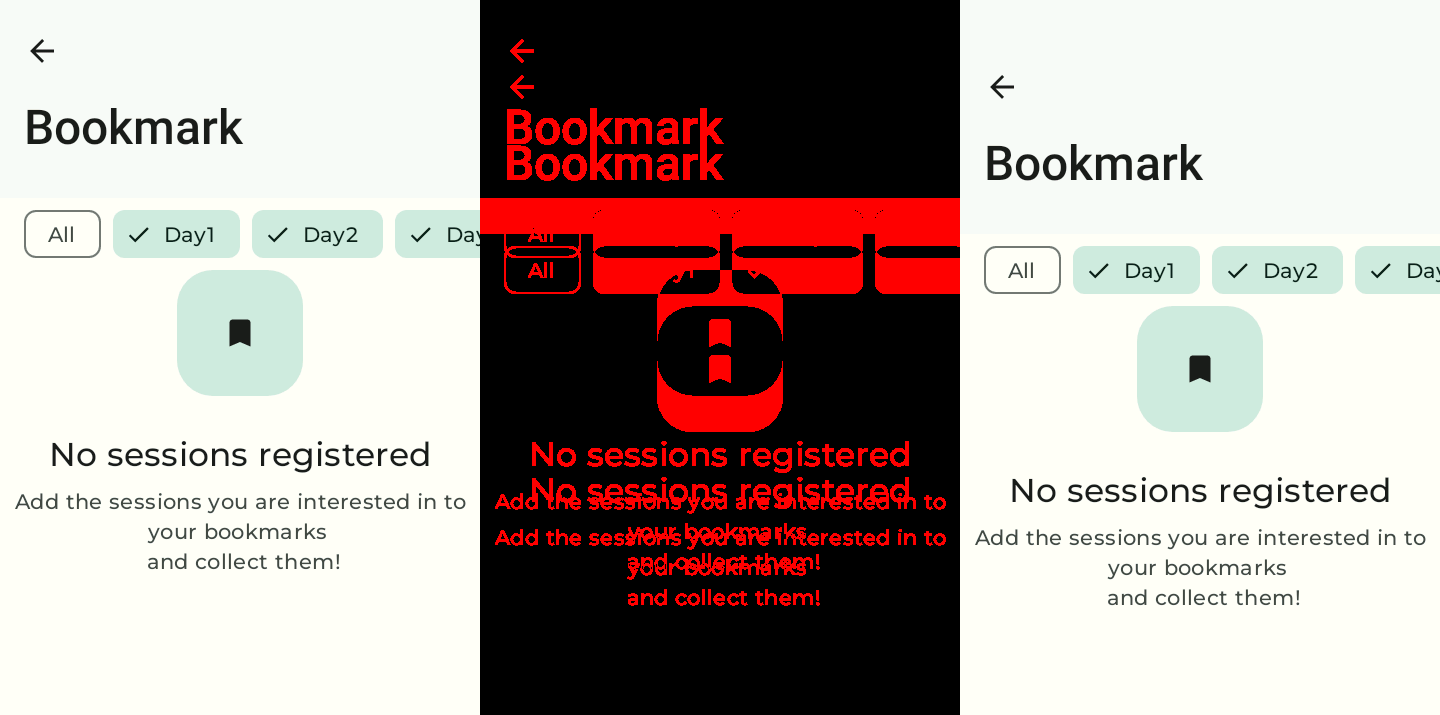 Bookmark
All
Day1
Day2
Day
No sessions registered
Add the sessions you are interested in to
your bookmarks
and collect them!
Bookmark
Bookmark
All
All
No sessions registered
No sessions registered
Add the sessions you are interested in to
your bookmarks
Add the sessions you are interested in to
and collect them!
your bookmarks
and collect them!
Bookmark
All
Day1
Day2
Day
No sessions registered
Add the sessions you are interested in to
your bookmarks
and collect them!